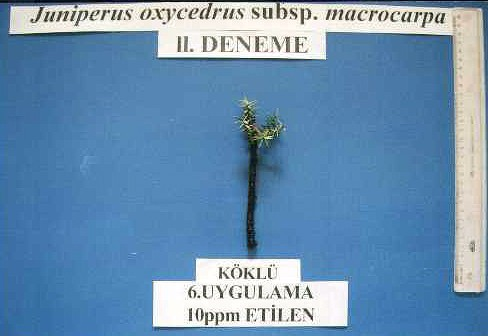 Juniperus oxycedrus subsp. macrocarpa
II. DENEME
KÖKLÜ
6.UYGULAMA
10ppm ETİLEN